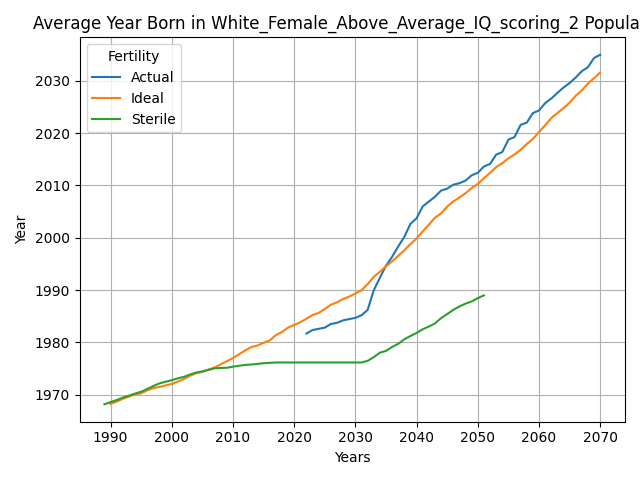 Average Year Born in White_Female_Above_Average_IQ_scoring_2 Popula
Fertility
Actual
Ideal
Sterile
Year
2030
2020
2010
2000
1990
1980
1970
1990 2000 2010 2020 2030 2040 2050 2060 2070
Years